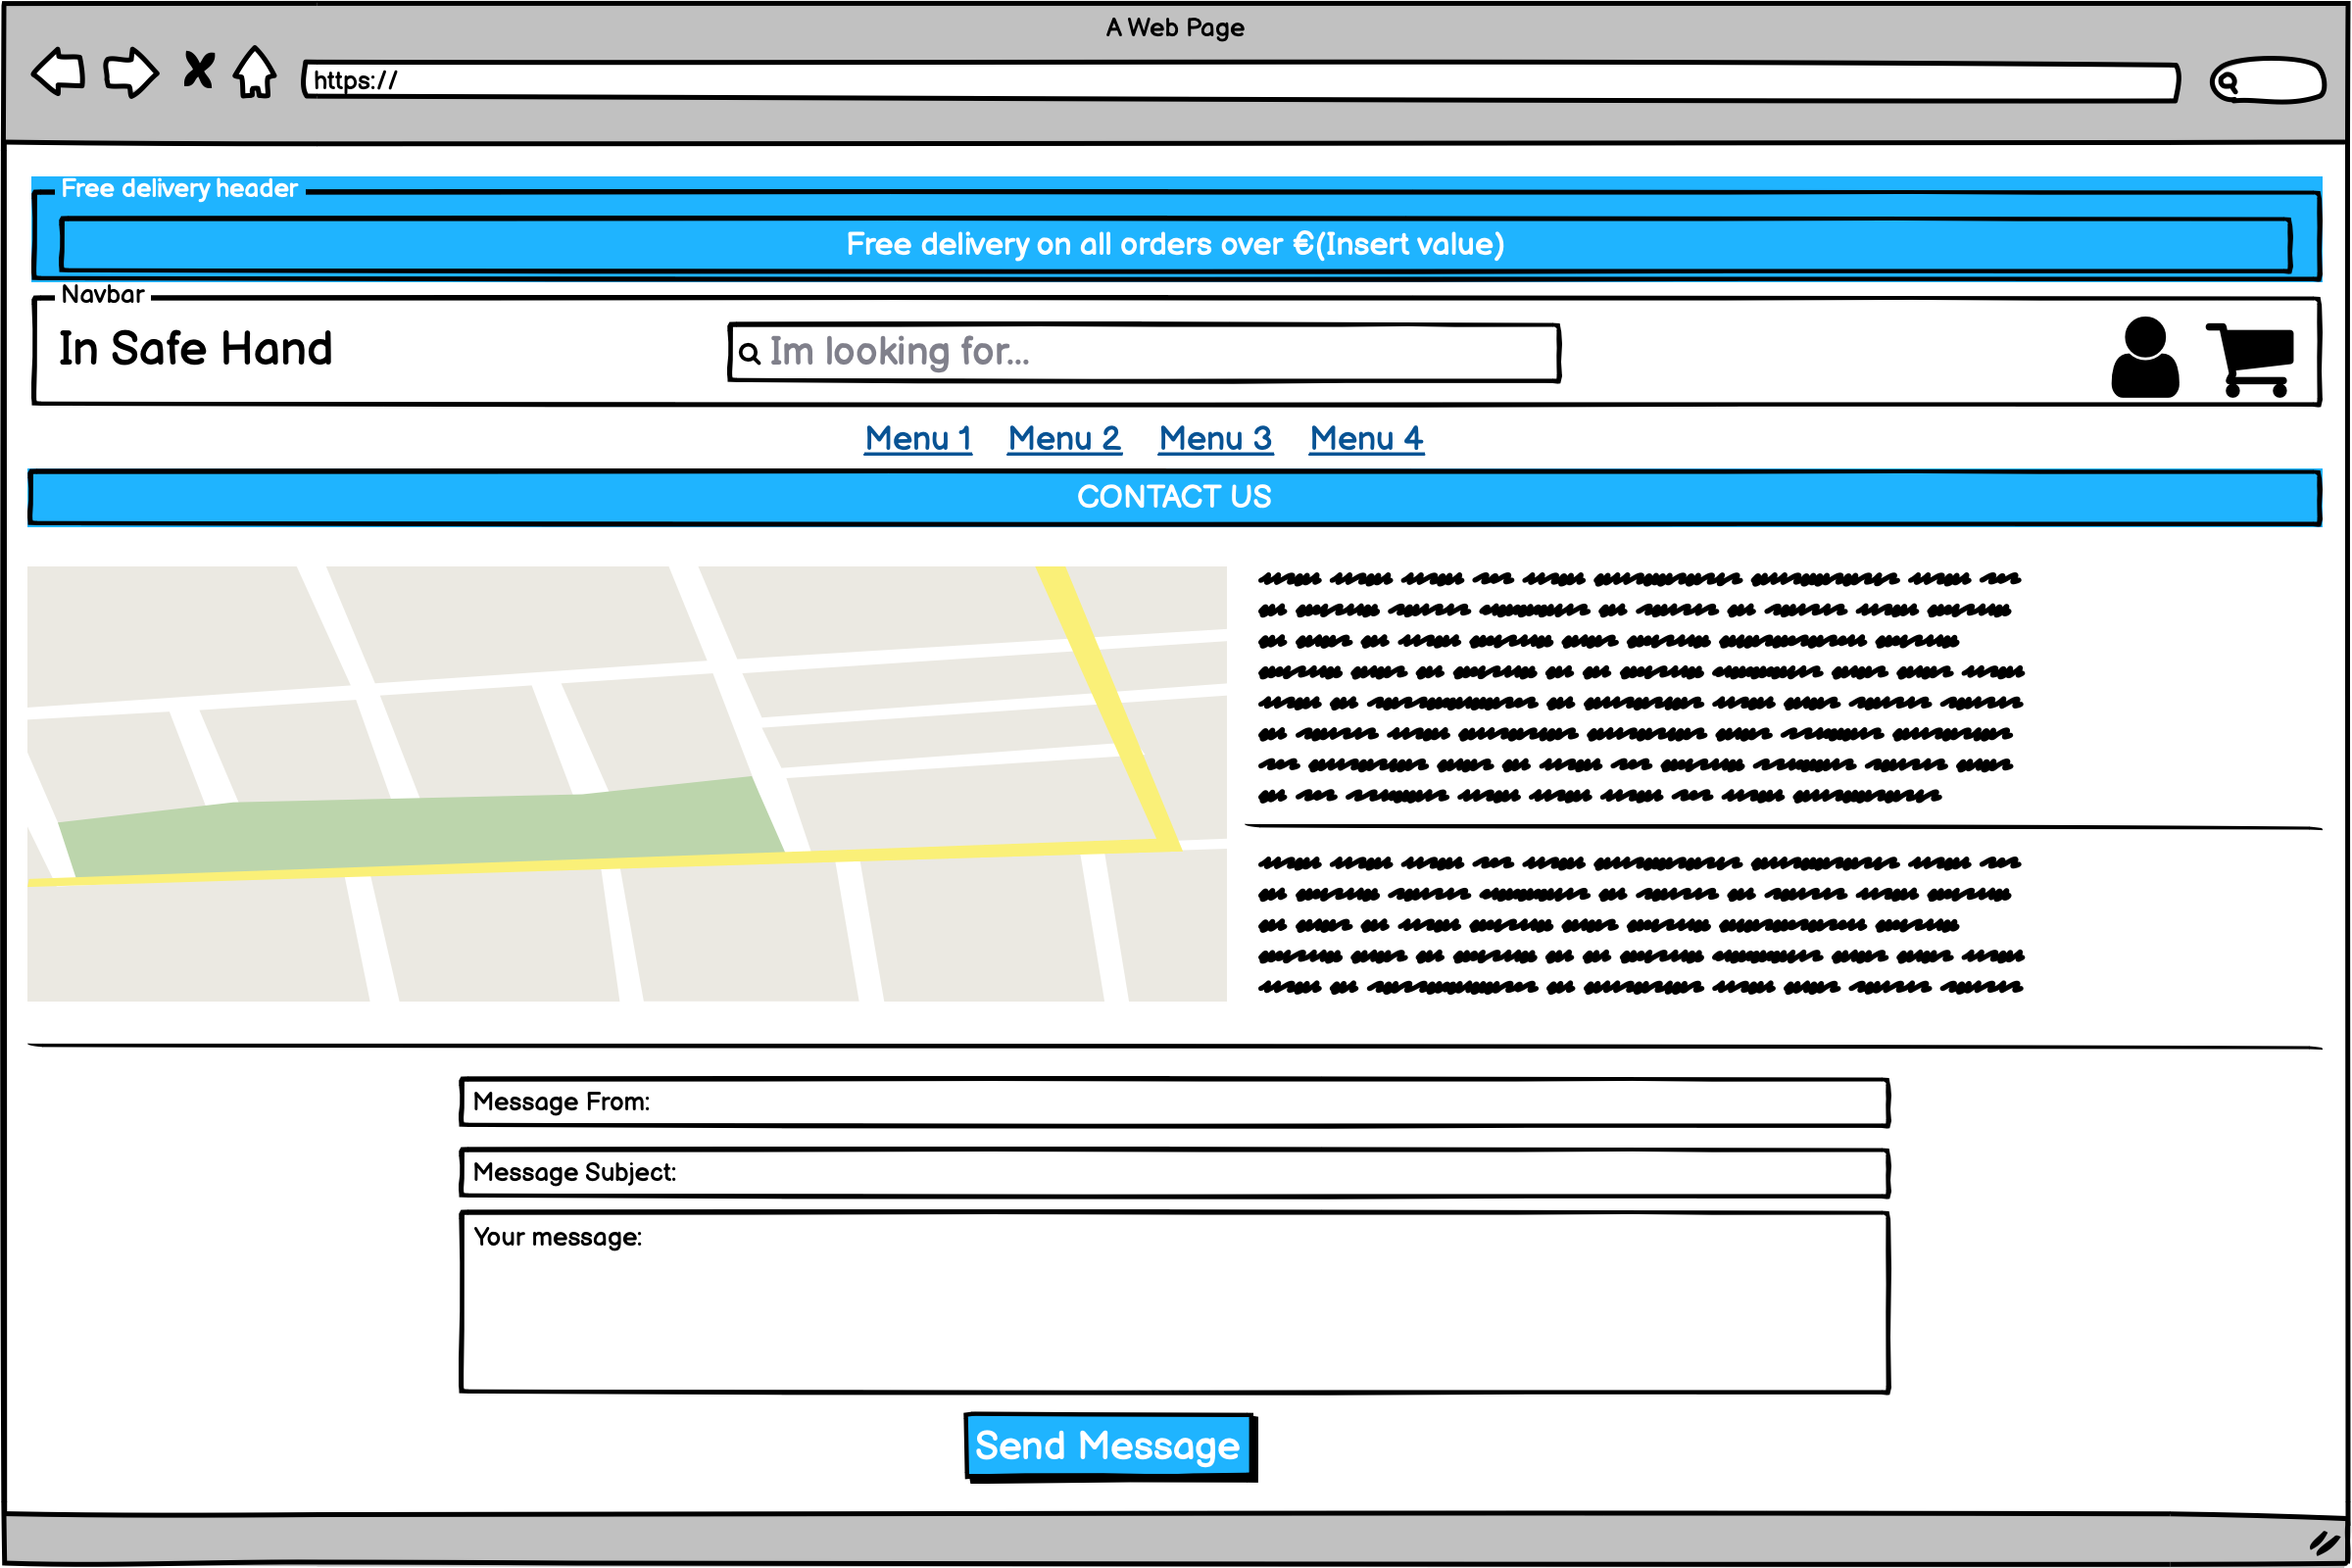 A Web Page
https://
Free delivery header
Free delivery on all orders over €(Insert value)
Navbar
In Safe Hand
Im looking for...
Menu 1 Menu 2 Menu 3 Menu 4
CONTACT US
Message From:
Message Subject:
Your message:
Send Message